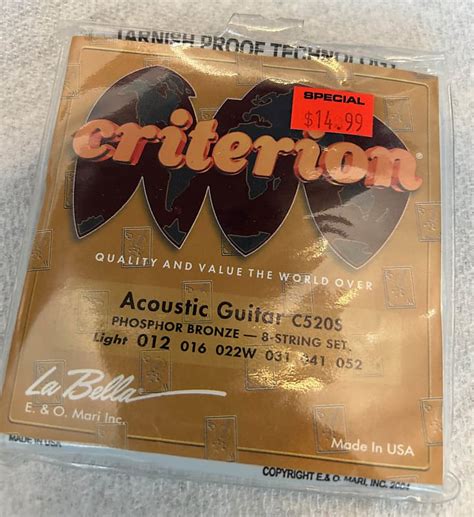 TARNISH PROOF TECHNOLOGY
SPECIAL
$14.99
criterion®
QUALITY AND VALUE THE WORLD OVER
Acoustic Guitar C520S
PHOSPHOR BRONZE — 8-STRING SET
Light 012 016 022W 031 041 052
La Bella
E. & O. Mari Inc.
Made In USA
MADE IN USA
COPYRIGHT E. & O. MARI, INC. 2004